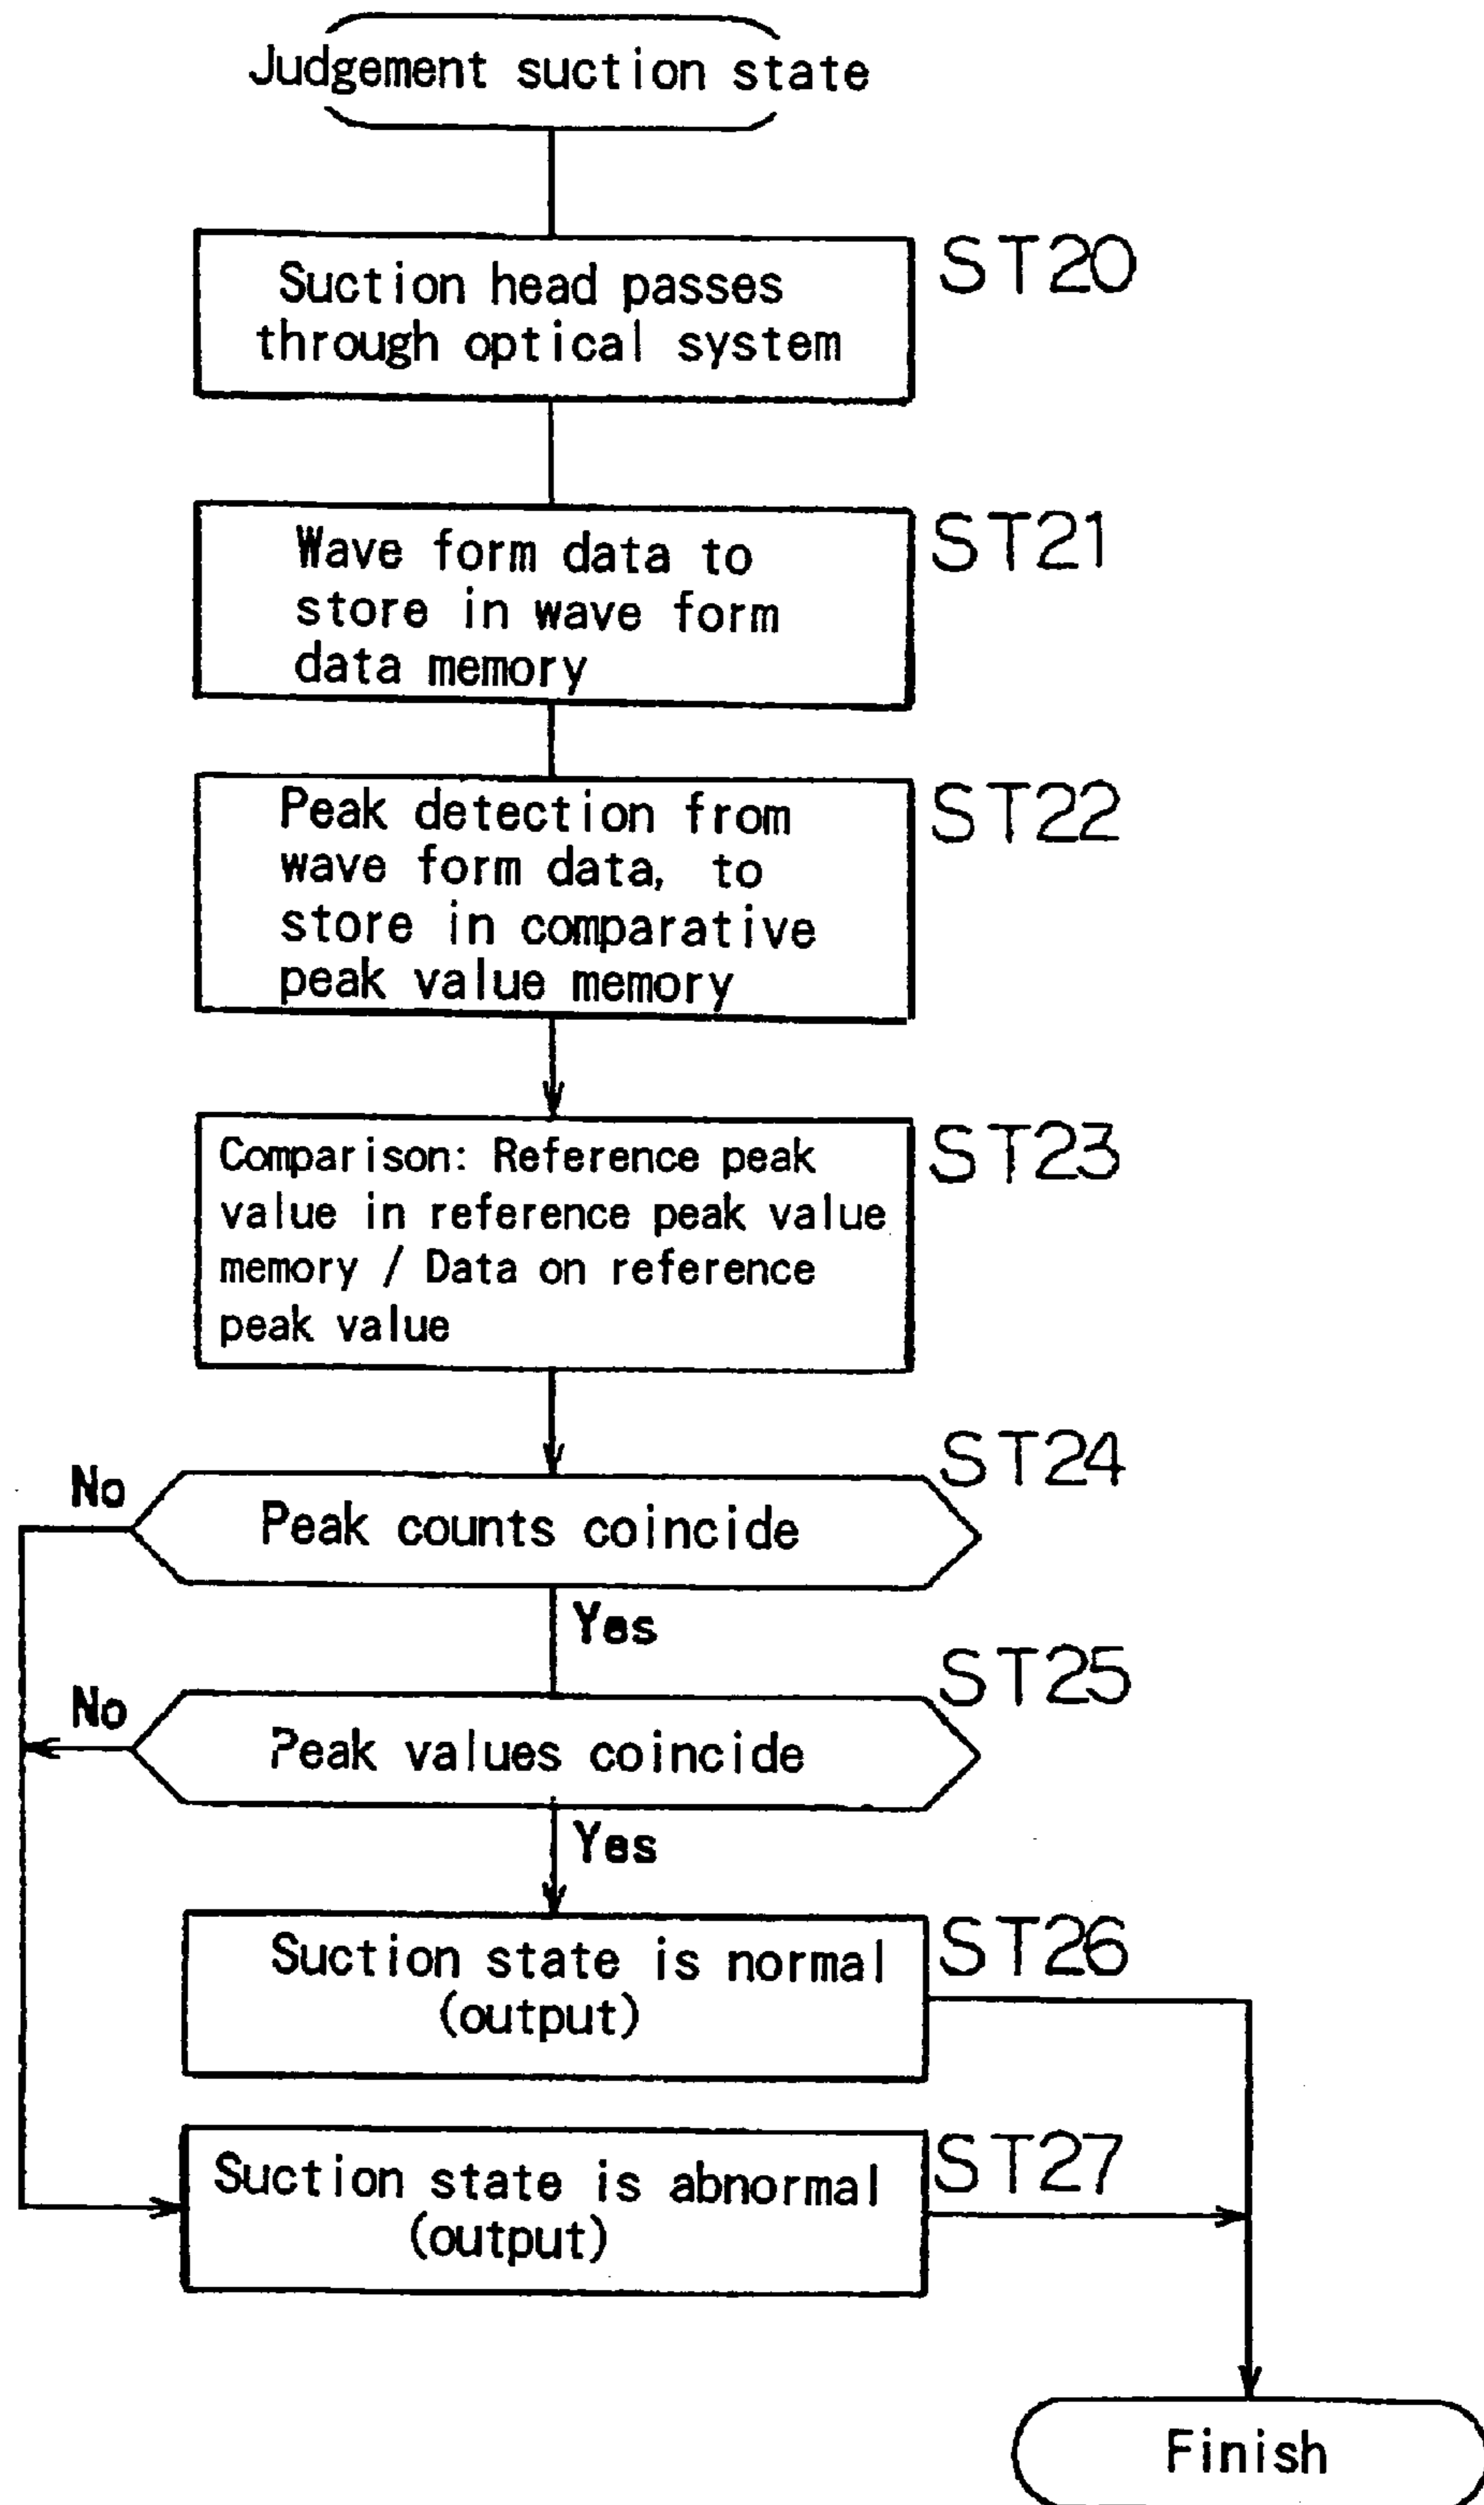 Judgement suction state
ST20
Suction head passes
through optical system
ST21
Wave form data to
store in wave form
data memory
ST22
Peak detection from
wave form data, to
store in comparative
peak value memory
ST23
Comparison: Reference peak
value in reference peak value
memory / Data on reference
peak value
ST24
No
Peak counts coincide
Yes
ST25
No
Peak values coincide
Yes
ST26
Suction state is normal
(output)
ST27
Suction state is abnormal
(output)
Finish